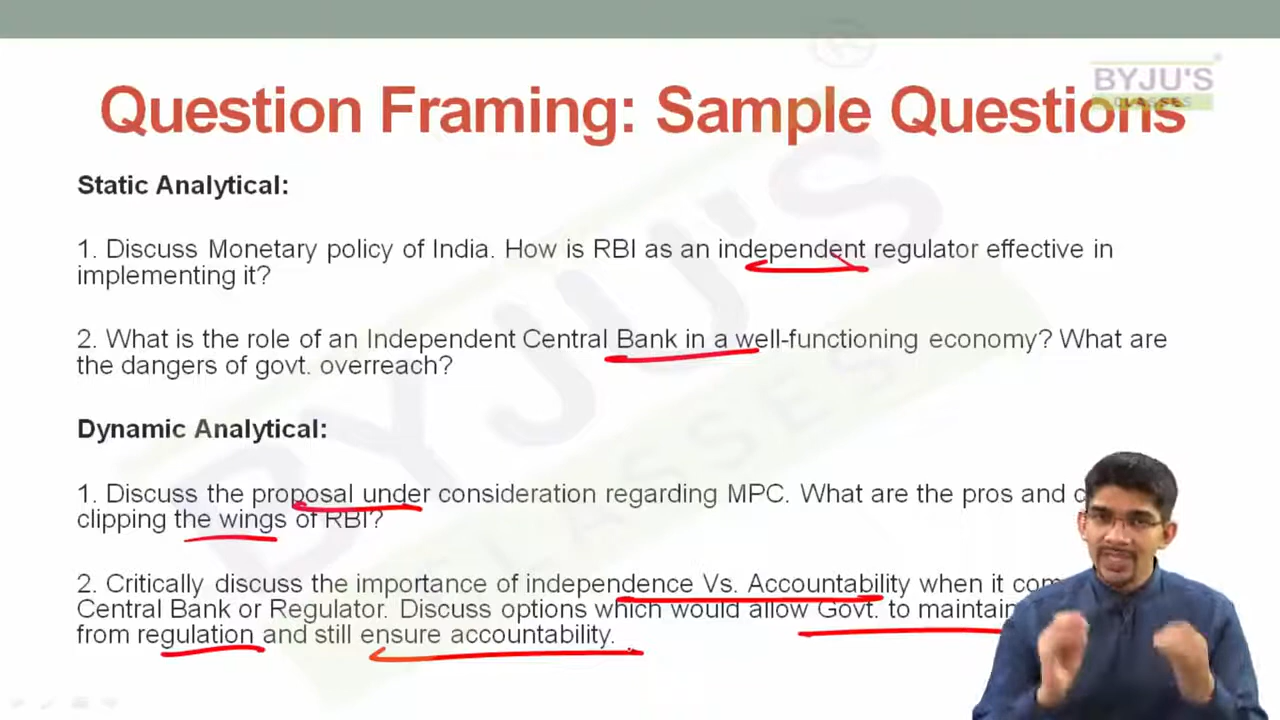 BYJU'S
CLASSES
Question Framing: Sample Questions
Static Analytical:
1. Discuss Monetary policy of India. How is RBI as an independent regulator effective in
implementing it?
2. What is the role of an Independent Central Bank in a well-functioning economy? What are
the dangers of govt. overreach?
Dynamic Analytical:
1. Discuss the proposal under consideration regarding MPC. What are the pros and
clipping the wings of RBI?
2. Critically discuss the importance of independence Vs. Accountability when it
Central Bank or Regulator. Discuss options which would allow Govt. to maintain
from regulation and still ensure accountability.
BYJU'S
CLASSES